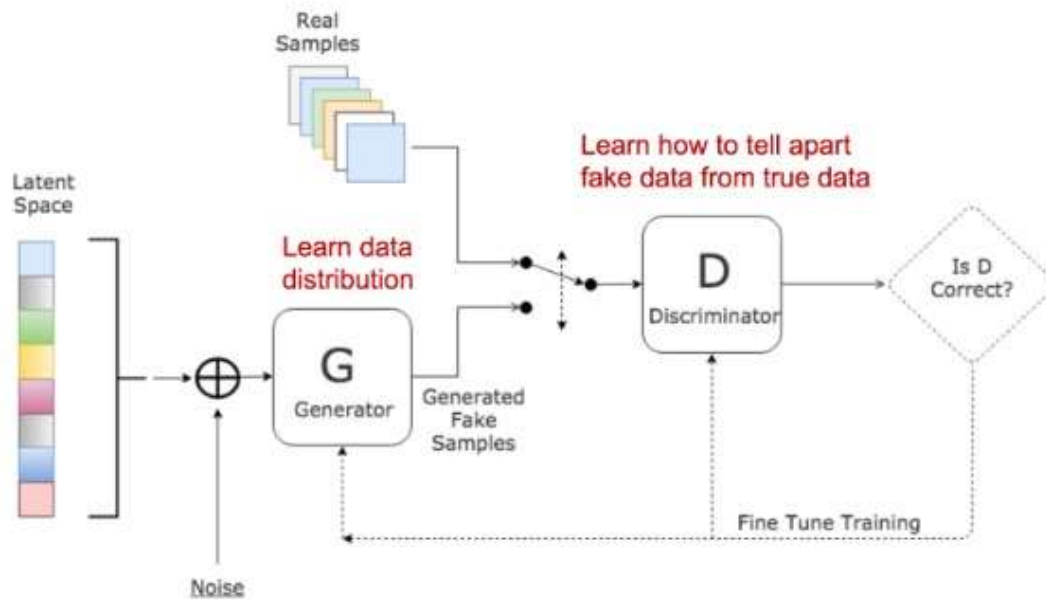 Real
Samples
Learn how to tell apart
fake data from true data
Latent
Space
Learn data
distribution
Is D
Correct?
D
Discriminator
G
Generator
Generated
Fake
Samples
Fine Tune Training
Noise